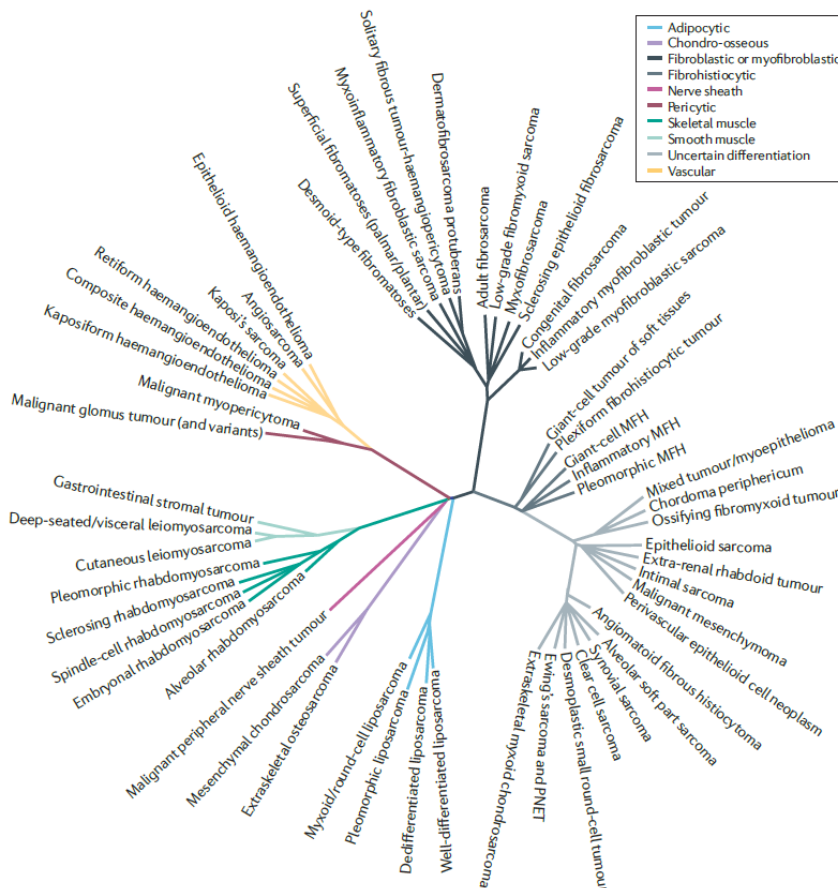 Adipocytic
Chondro-osseous
Fibroblastic or myofibroblastic
Fibrohistiocytic
Nerve sheath
Pericytic
Skeletal muscle
Smooth muscle
Uncertain differentiation
Vascular
Malignant glomus tumour (and variants)
Malignant myopericytoma
Kaposiform haemangioendothelioma
Composite haemangioendothelioma
Retiform haemangioendothelioma
Kaposi's sarcoma
Angiosarcoma
Epithelioid haemangioendothelioma
Desmoid-type fibromatoses
Superficial fibromatoses (palmar/plantar)
Myxoinflammatory fibroblastic sarcoma
Solitary fibrous tumour-haemangiopericytoma
Dermatofibrosarcoma protuberans
Adult fibrosarcoma
Low-grade fibromyxoid sarcoma
Myxofibrosarcoma
Sclerosing epithelioid fibrosarcoma
Congenital fibrosarcoma
Inflammatory myofibroblastic tumour
Low-grade myofibroblastic sarcoma
Giant-cell tumour of soft tissues
Plexiform fibrohistiocytic tumour
Giant-cell MFH
Inflammatory MFH
Pleomorphic MFH
Mixed tumour/myoepithelioma
Chordoma periphericum
Ossifying fibromyxoid tumour
Epithelioid sarcoma
Extra-renal rhabdoid tumour
Intimal sarcoma
Malignant mesenchymoma
Perivascular epithelioid cell neoplasm
Angiomatoid fibrous histiocytoma
Alveolar soft part sarcoma
Synovial sarcoma
Clear cell sarcoma
Desmoplastic small round-cell tumour
Ewing's sarcoma and PNET
Extraskeletal myxoid chondrosarcoma
Well-differentiated liposarcoma
Dedifferentiated liposarcoma
Pleomorphic liposarcoma
Myxoid/round-cell liposarcoma
Extraskeletal osteosarcoma
Mesenchymal chondrosarcoma
Malignant peripheral nerve sheath tumour
Alveolar rhabdomyosarcoma
Embryonal rhabdomyosarcoma
Spindle-cell rhabdomyosarcoma
Sclerosing rhabdomyosarcoma
Pleomorphic rhabdomyosarcoma
Cutaneous leiomyosarcoma
Deep-seated/visceral leiomyosarcoma
Gastrointestinal stromal tumour